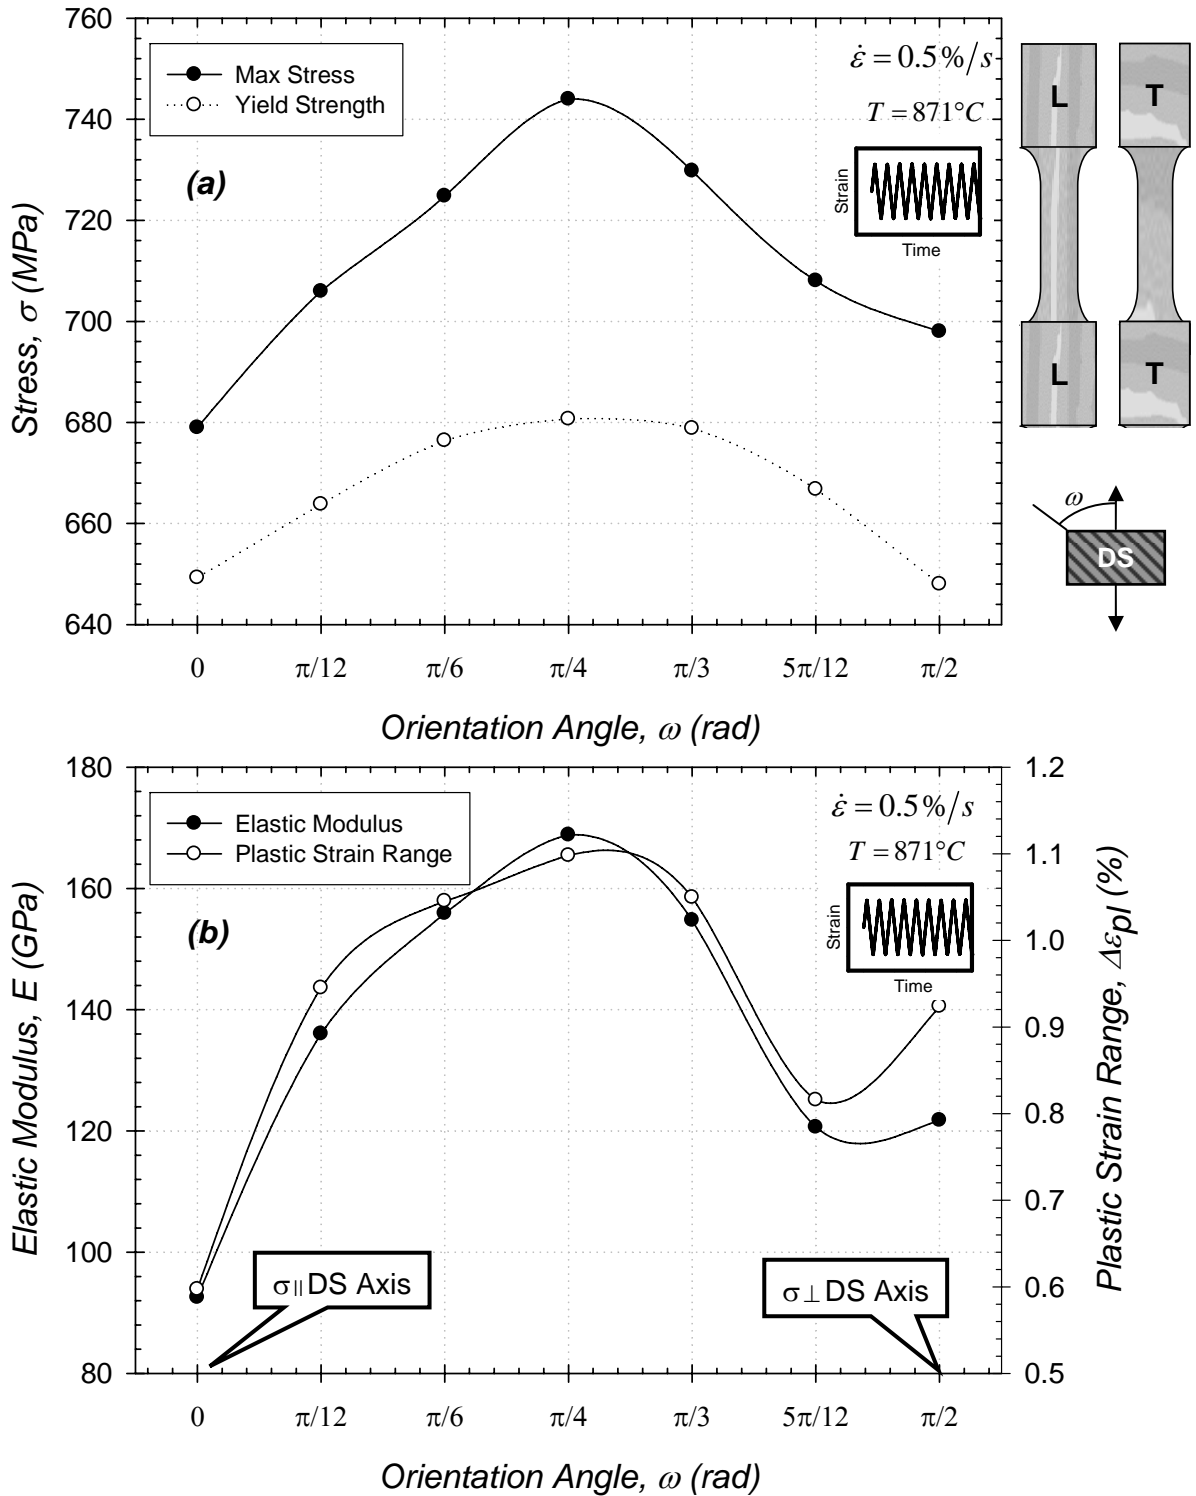 760
740
720
700
680
660
640
Stress, σ (MPa)
Max Stress
Yield Strength
(a)
ε̇ = 0.5%/s
T = 871°C
Strain
Time
L
T
L
T
ω
DS
0
π/12
π/6
π/4
π/3
5π/12
π/2
Orientation Angle, ω (rad)
180
160
140
120
100
80
Elastic Modulus, E (GPa)
Elastic Modulus
Plastic Strain Range
(b)
ε̇ = 0.5%/s
T = 871°C
Strain
Time
σ|| DS Axis
σ⊥ DS Axis
1.2
1.1
1.0
0.9
0.8
0.7
0.6
0.5
Plastic Strain Range, Δεpl (%)
0
π/12
π/6
π/4
π/3
5π/12
π/2
Orientation Angle, ω (rad)